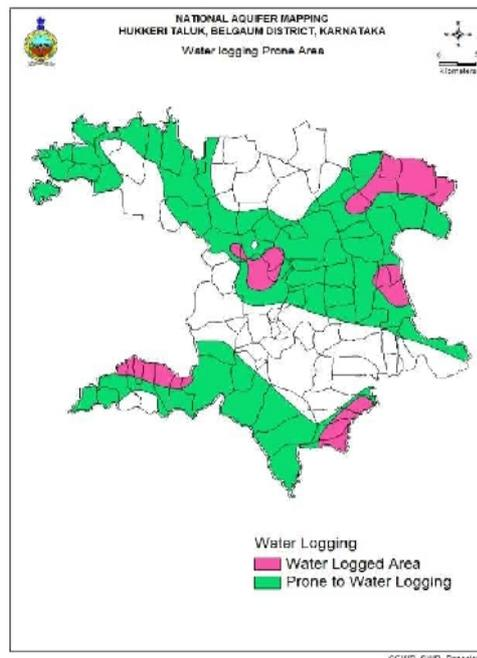 NATIONAL AQUIFER MAPPING
HUKKERI TALUK, BELGAUM DISTRICT, KARNATAKA
Water logging Prone Area
kilometers
Water Logging
Water Logged Area
Prone to Water Logging